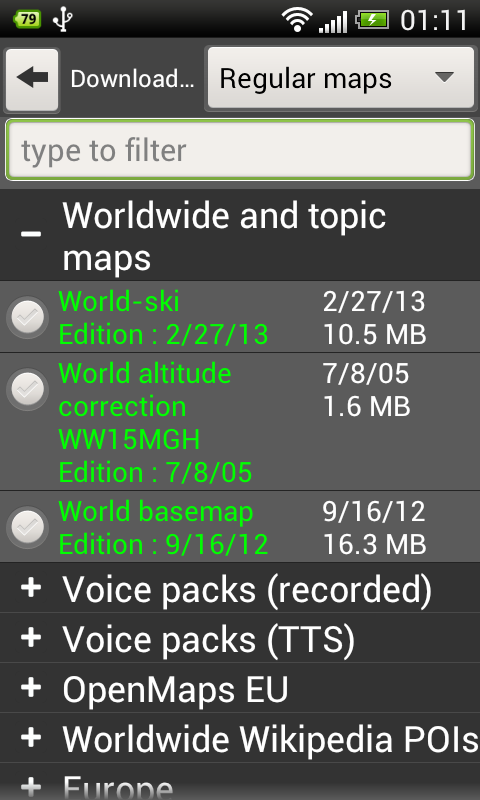 79 01:11
Download… Regular maps
type to filter
Worldwide and topic
maps
World-ski 2/27/13
Edition : 2/27/13 10.5 MB
World altitude 7/8/05
correction 1.6 MB
WW15MGH
Edition : 7/8/05
World basemap 9/16/12
Edition : 9/16/12 16.3 MB
Voice packs (recorded)
Voice packs (TTS)
OpenMaps EU
Worldwide Wikipedia POIs
Europe